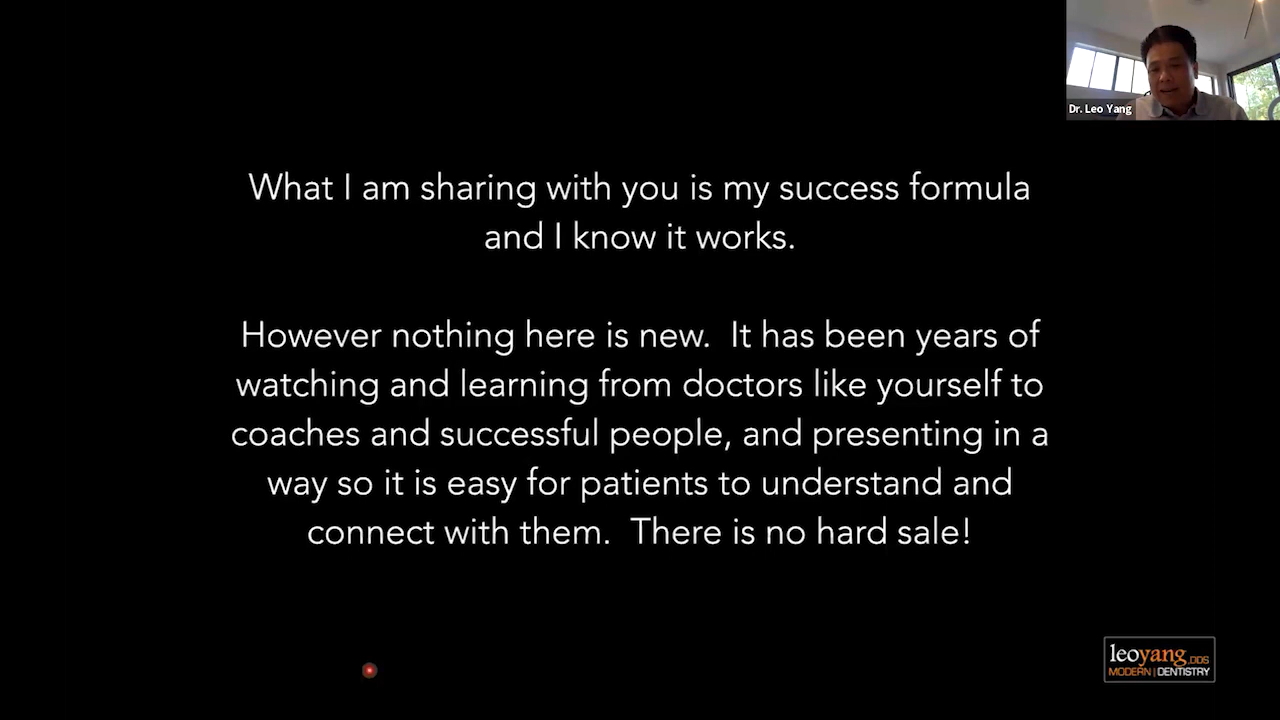 Dr. Leo Yang
What I am sharing with you is my success formula
and I know it works.
However nothing here is new.  It has been years of
watching and learning from doctors like yourself to
coaches and successful people, and presenting in a
way so it is easy for patients to understand and
connect with them.  There is no hard sale!
leoyang.DDS
MODERN | DENTISTRY